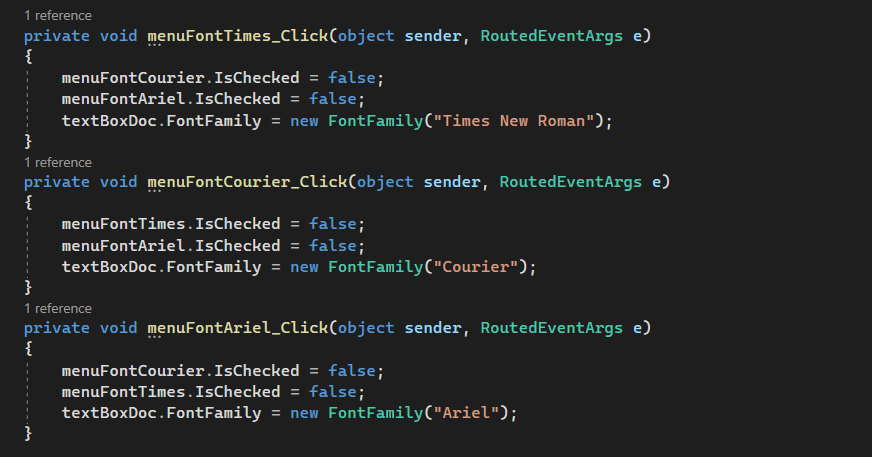 1 reference
private void menuFontTimes_Click(object sender, RoutedEventArgs e)
{
    menuFontCourier.IsChecked = false;
    menuFontAriel.IsChecked = false;
    textBoxDoc.FontFamily = new FontFamily("Times New Roman");
}
1 reference
private void menuFontCourier_Click(object sender, RoutedEventArgs e)
{
    menuFontTimes.IsChecked = false;
    menuFontAriel.IsChecked = false;
    textBoxDoc.FontFamily = new FontFamily("Courier");
}
1 reference
private void menuFontAriel_Click(object sender, RoutedEventArgs e)
{
    menuFontCourier.IsChecked = false;
    menuFontTimes.IsChecked = false;
    textBoxDoc.FontFamily = new FontFamily("Ariel");
}